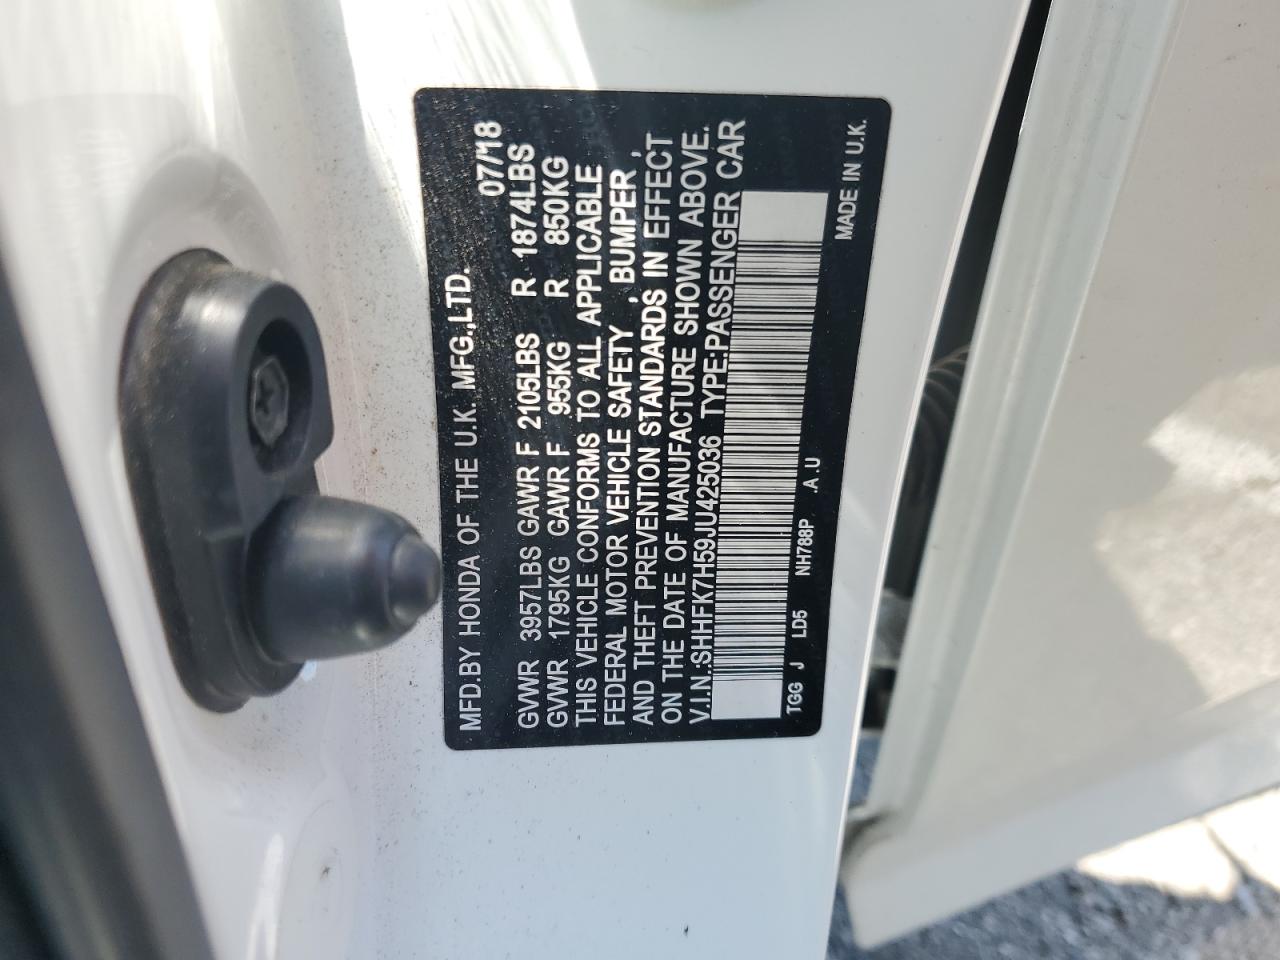 MFD.BY HONDA OF THE U.K. MFG.,LTD. 07/18
GVWR 3957LBS GAWR F 2105LBS R 1874LBS
GVWR 1795KG GAWR F 955KG R 850KG
THIS VEHICLE CONFORMS TO ALL APPLICABLE
FEDERAL MOTOR VEHICLE SAFETY , BUMPER ,
AND THEFT PREVENTION STANDARDS IN EFFECT
ON THE DATE OF MANUFACTURE SHOWN ABOVE.
V.I.N.:SHHFK7H59JU425036 TYPE:PASSENGER CAR
TGG J LD5 NH788P .A.U MADE IN U.K.